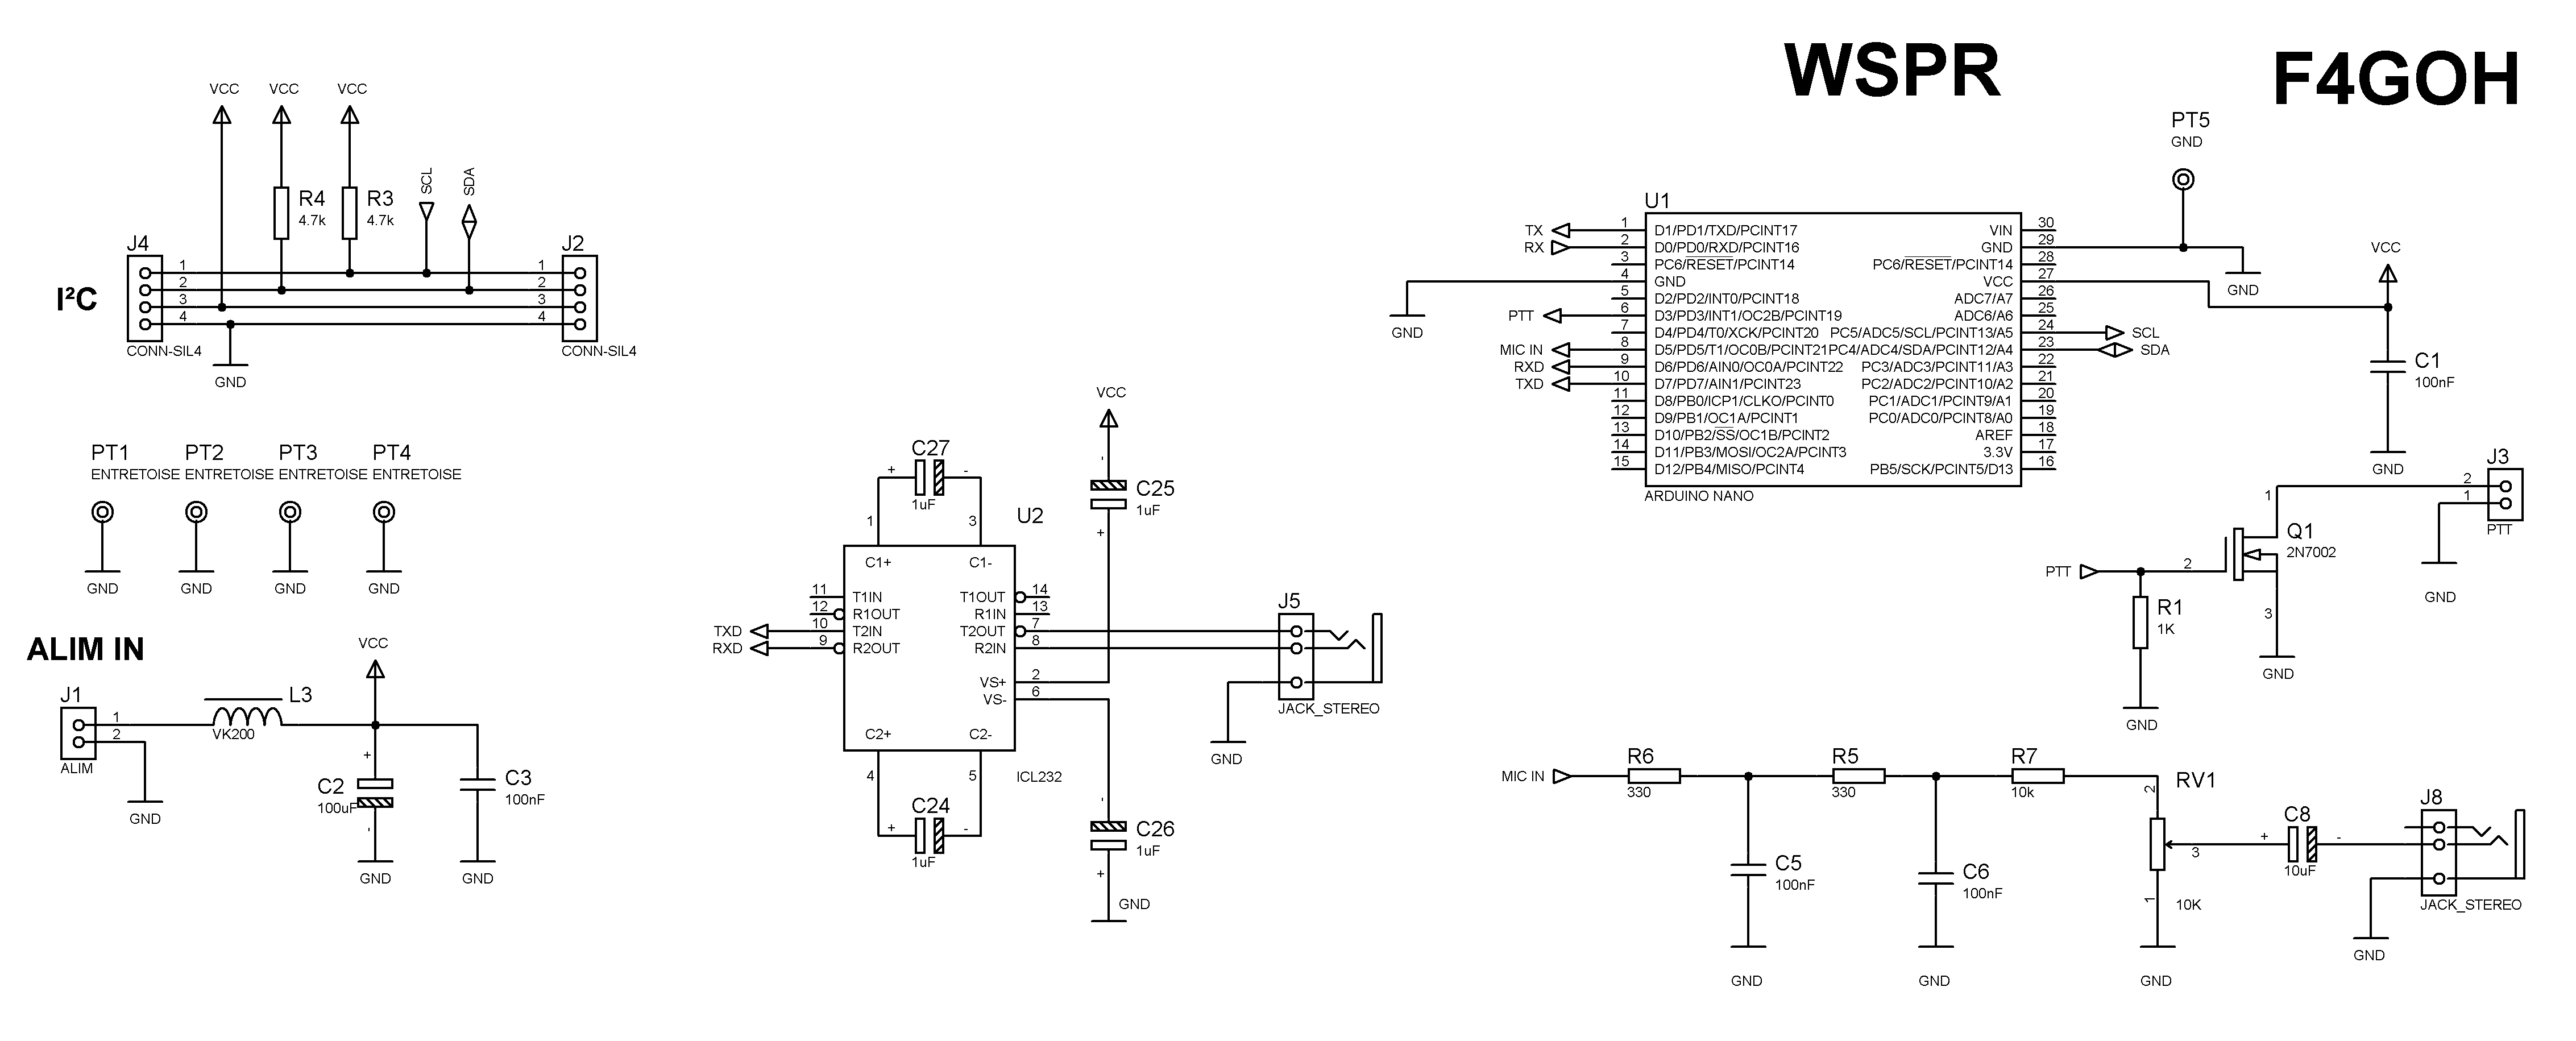 WSPR
F4GOH
VCC
VCC
VCC
SCL
SDA
R4
4.7k
R3
4.7k
J4
1
2
3
4
CONN-SIL4
J2
1
2
3
4
CONN-SIL4
I²C
GND
PT1
ENTRETOISE
GND
PT2
ENTRETOISE
GND
PT3
ENTRETOISE
GND
PT4
ENTRETOISE
GND
ALIM IN
J1
1
2
ALIM
GND
L3
VK200
VCC
+
C2
100uF
-
GND
C3
100nF
GND
C27
+ -
1uF
1
3
U2
C1+ C1-
11 T1IN T1OUT 14
12 R1OUT R1IN 13
TXD 10 T2IN T2OUT 7
RXD 9 R2OUT R2IN 8
VS+ 2
VS- 6
C2+ C2-
4
5
ICL232
C24
+ -
1uF
VCC
-
C25
1uF
+
-
C26
1uF
+
GND
J5
JACK_STEREO
GND
PT5
GND
U1
TX 1 D1/PD1/TXD/PCINT17 VIN 30
RX 2 D0/PD0/RXD/PCINT16 GND 29
3 PC6/RESET/PCINT14 PC6/RESET/PCINT14 28
4 GND VCC 27
5 D2/PD2/INT0/PCINT18 ADC7/A7 26
PTT 6 D3/PD3/INT1/OC2B/PCINT19 ADC6/A6 25
7 D4/PD4/T0/XCK/PCINT20 PC5/ADC5/SCL/PCINT13/A5 24 SCL
MIC IN 8 D5/PD5/T1/OC0B/PCINT21 PC4/ADC4/SDA/PCINT12/A4 23 SDA
RXD 9 D6/PD6/AIN0/OC0A/PCINT22 PC3/ADC3/PCINT11/A3 22
TXD 10 D7/PD7/AIN1/PCINT23 PC2/ADC2/PCINT10/A2 21
11 D8/PB0/ICP1/CLKO/PCINT0 PC1/ADC1/PCINT9/A1 20
12 D9/PB1/OC1A/PCINT1 PC0/ADC0/PCINT8/A0 19
13 D10/PB2/SS/OC1B/PCINT2 AREF 18
14 D11/PB3/MOSI/OC2A/PCINT3 3.3V 17
15 D12/PB4/MISO/PCINT4 PB5/SCK/PCINT5/D13 16
ARDUINO NANO
GND
GND
VCC
C1
100nF
GND
J3
2
1
PTT
GND
1
Q1
2N7002
2
3
GND
PTT
R1
1K
GND
MIC IN
R6
330
R5
330
R7
10k
C5
100nF
GND
C6
100nF
GND
RV1
2
3
1
10K
GND
C8
+ -
10uF
J8
JACK_STEREO
GND